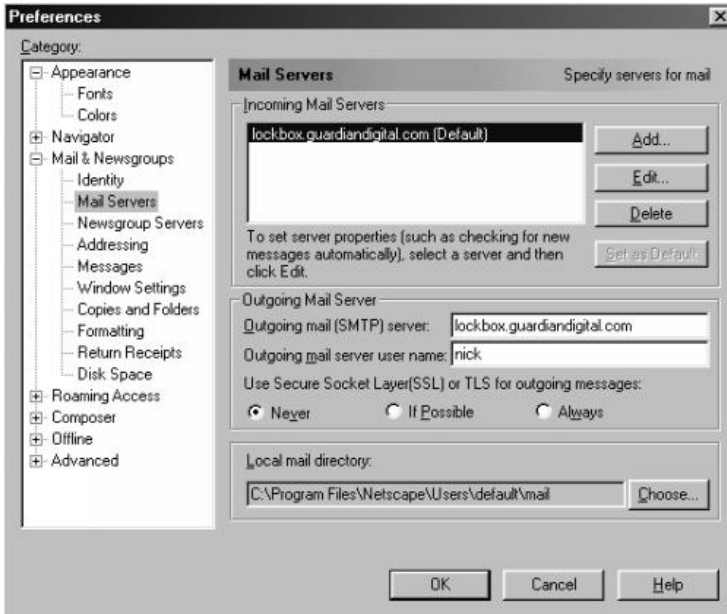 Preferences
Category:
Appearance
Fonts
Colors
Navigator
Mail & Newsgroups
Identity
Mail Servers
Newsgroup Servers
Addressing
Messages
Window Settings
Copies and Folders
Formatting
Return Receipts
Disk Space
Roaming Access
Composer
Offline
Advanced
Mail Servers Specify servers for mail
Incoming Mail Servers
lockbox.guardiandigital.com (Default)
Add...
Edit...
Delete
Set as Default
To set server properties (such as checking for new
messages automatically), select a server and then
click Edit.
Outgoing Mail Server
Outgoing mail (SMTP) server: lockbox.guardiandigital.com
Outgoing mail server user name: nick
Use Secure Socket Layer(SSL) or TLS for outgoing messages:
Never If Possible Always
Local mail directory:
C:\Program Files\Netscape\Users\default\mail Choose...
OK Cancel Help